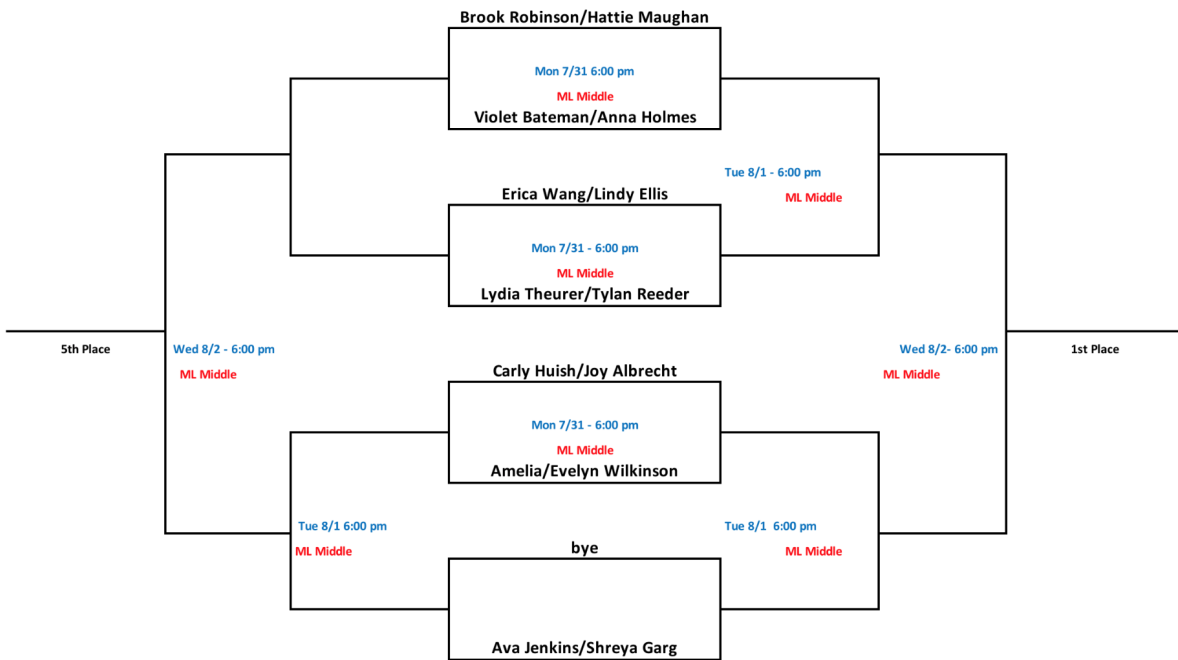 Brook Robinson/Hattie Maughan
Mon 7/31 6:00 pm
ML Middle
Violet Bateman/Anna Holmes
Tue 8/1 - 6:00 pm
ML Middle
Erica Wang/Lindy Ellis
Mon 7/31 - 6:00 pm
ML Middle
Lydia Theurer/Tylan Reeder
5th Place
Wed 8/2 - 6:00 pm
ML Middle
Wed 8/2- 6:00 pm
ML Middle
1st Place
Carly Huish/Joy Albrecht
Mon 7/31 - 6:00 pm
ML Middle
Amelia/Evelyn Wilkinson
Tue 8/1 6:00 pm
ML Middle
Tue 8/1  6:00 pm
ML Middle
bye
Ava Jenkins/Shreya Garg